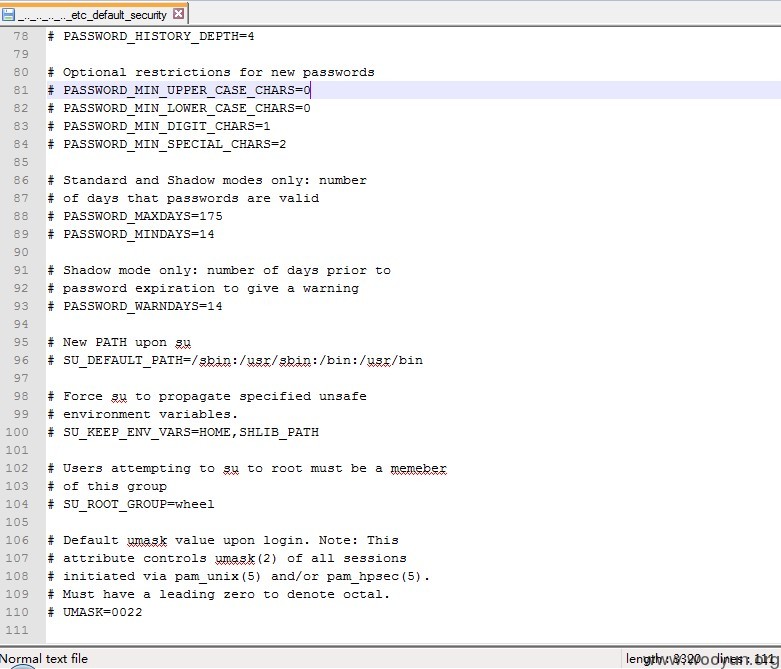 _.._.._.._.._etc_default_security
78 # PASSWORD_HISTORY_DEPTH=4
79
80 # Optional restrictions for new passwords
81 # PASSWORD_MIN_UPPER_CASE_CHARS=0
82 # PASSWORD_MIN_LOWER_CASE_CHARS=0
83 # PASSWORD_MIN_DIGIT_CHARS=1
84 # PASSWORD_MIN_SPECIAL_CHARS=2
85
86 # Standard and Shadow modes only: number
87 # of days that passwords are valid
88 # PASSWORD_MAXDAYS=175
89 # PASSWORD_MINDAYS=14
90
91 # Shadow mode only: number of days prior to
92 # password expiration to give a warning
93 # PASSWORD_WARNDAYS=14
94
95 # New PATH upon su
96 # SU_DEFAULT_PATH=/sbin:/usr/sbin:/bin:/usr/bin
97
98 # Force su to propagate specified unsafe
99 # environment variables.
100 # SU_KEEP_ENV_VARS=HOME,SHLIB_PATH
101
102 # Users attempting to su to root must be a memeber
103 # of this group
104 # SU_ROOT_GROUP=wheel
105
106 # Default umask value upon login. Note: This
107 # attribute controls umask(2) of all sessions
108 # initiated via pam_unix(5) and/or pam_hpsec(5).
109 # Must have a leading zero to denote octal.
110 # UMASK=0022
111
Normal text file
length: 3320 lines: 111
www.wooyun.org